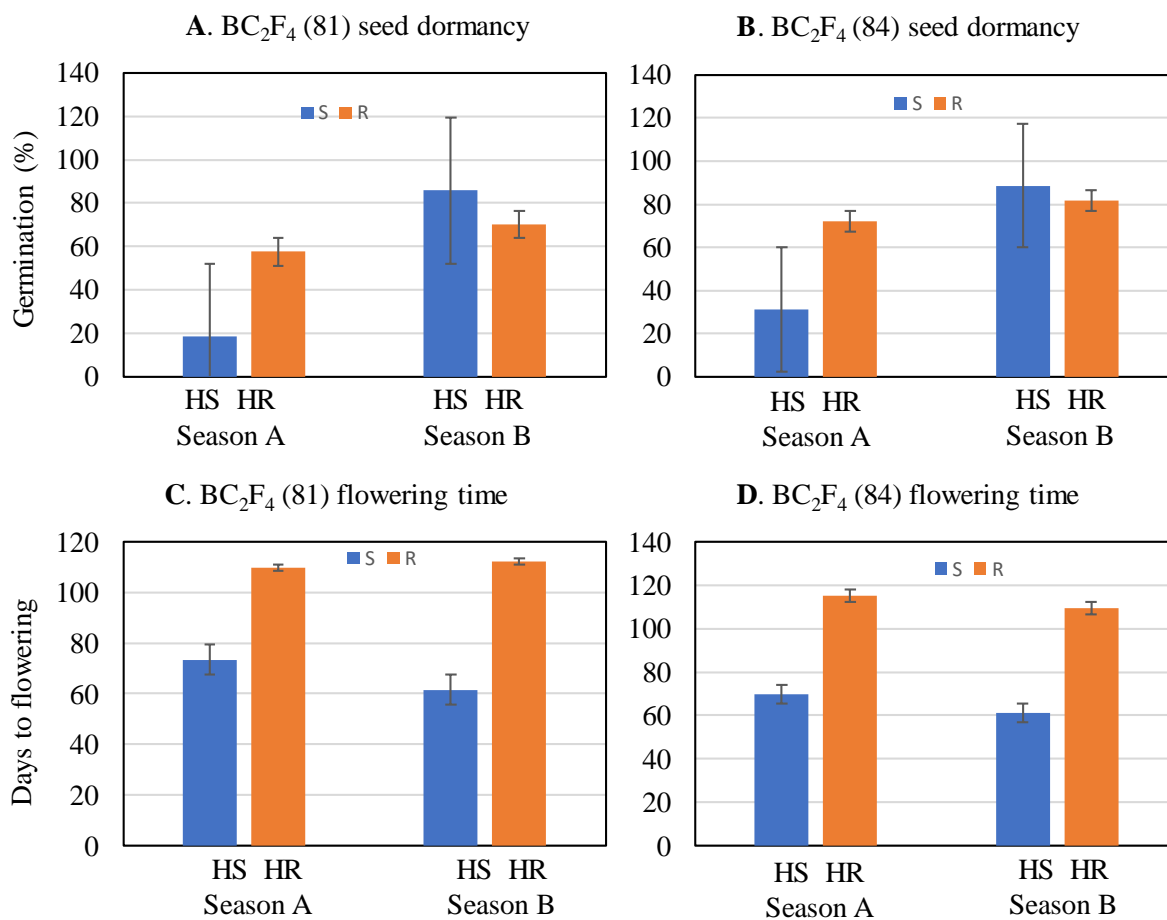 A. BC₂F₄ (81) seed dormancy
140
120
100
80
60
40
20
0
Germination (%)
S R
HS HR HS HR
Season A Season B
B. BC₂F₄ (84) seed dormancy
140
120
100
80
60
40
20
0
S R
HS HR HS HR
Season A Season B
C. BC₂F₄ (81) flowering time
120
100
80
60
40
20
0
Days to flowering
S R
HS HR HS HR
Season A Season B
D. BC₂F₄ (84) flowering time
140
120
100
80
60
40
20
0
S R
HS HR HS HR
Season A Season B